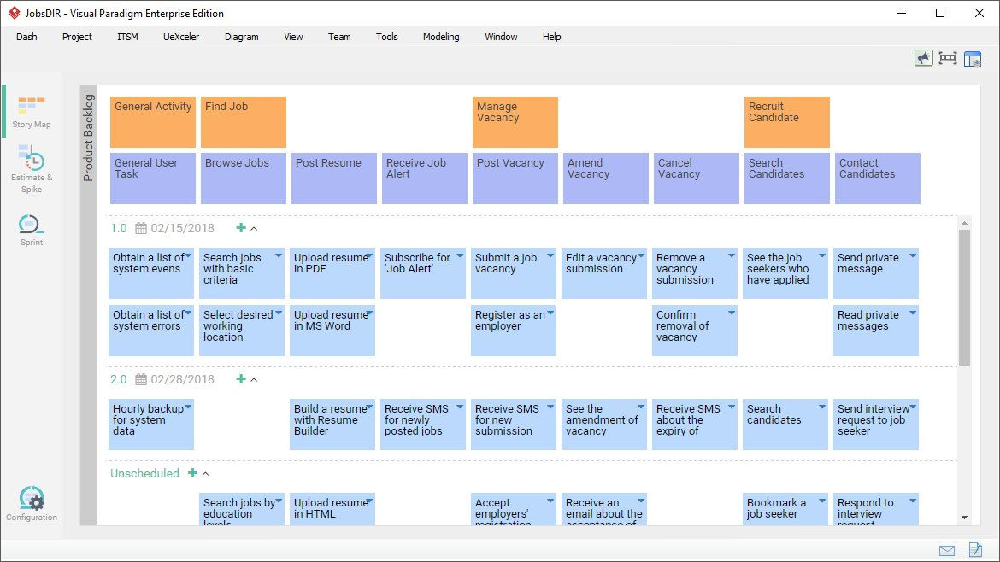 JobsDIR - Visual Paradigm Enterprise Edition
Dash Project ITSM UeXceler Diagram View Team Tools Modeling Window Help
Story Map
Estimate &
Spike
Sprint
Configuration
Product Backlog
General Activity
Find Job
Manage
Vacancy
Recruit
Candidate
General User
Task
Browse Jobs
Post Resume
Receive Job
Alert
Post Vacancy
Amend
Vacancy
Cancel
Vacancy
Search
Candidates
Contact
Candidates
1.0 02/15/2018
Obtain a list of
system evens
Search jobs
with basic
criteria
Upload resume
in PDF
Subscribe for
'Job Alert'
Submit a job
vacancy
Edit a vacancy
submission
Remove a
vacancy
submission
See the job
seekers who
have applied
Send private
message
Obtain a list of
system errors
Select desired
working
location
Upload resume
in MS Word
Register as an
employer
Confirm
removal of
vacancy
Read private
messages
2.0 02/28/2018
Hourly backup
for system
data
Build a resume
with Resume
Builder
Receive SMS
for newly
posted jobs
Receive SMS
for new
submission
See the
amendment of
vacancy
Receive SMS
about the
expiry of
Search
candidates
Send interview
request to job
seeker
Unscheduled
Search jobs by
education
levels
Upload resume
in HTML
Accept
employers'
registration
Receive an
email about the
acceptance of
Bookmark a
job seeker
Respond to
interview
request